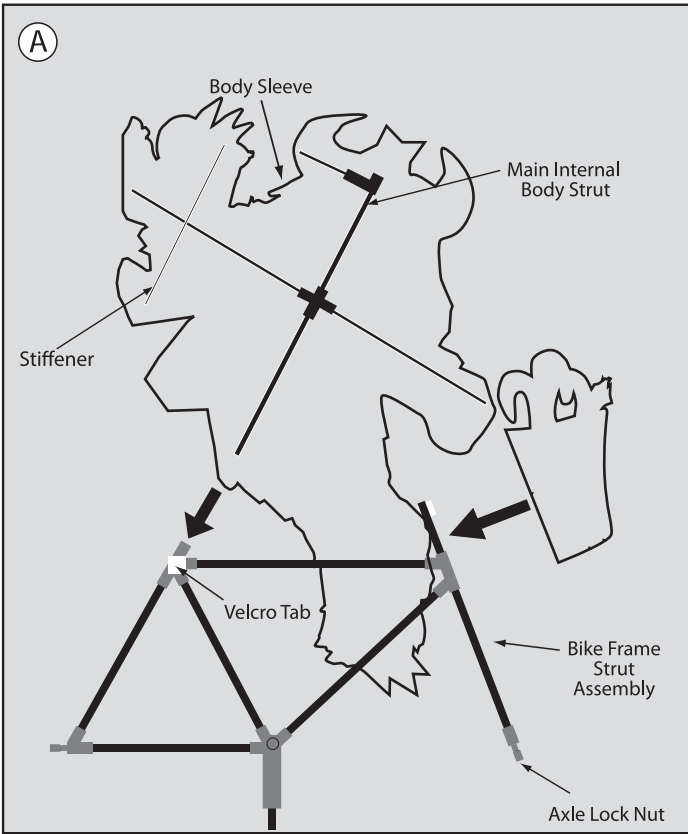 A
Body Sleeve
Main Internal
Body Strut
Stiffener
Velcro Tab
Bike Frame
Strut
Assembly
Axle Lock Nut